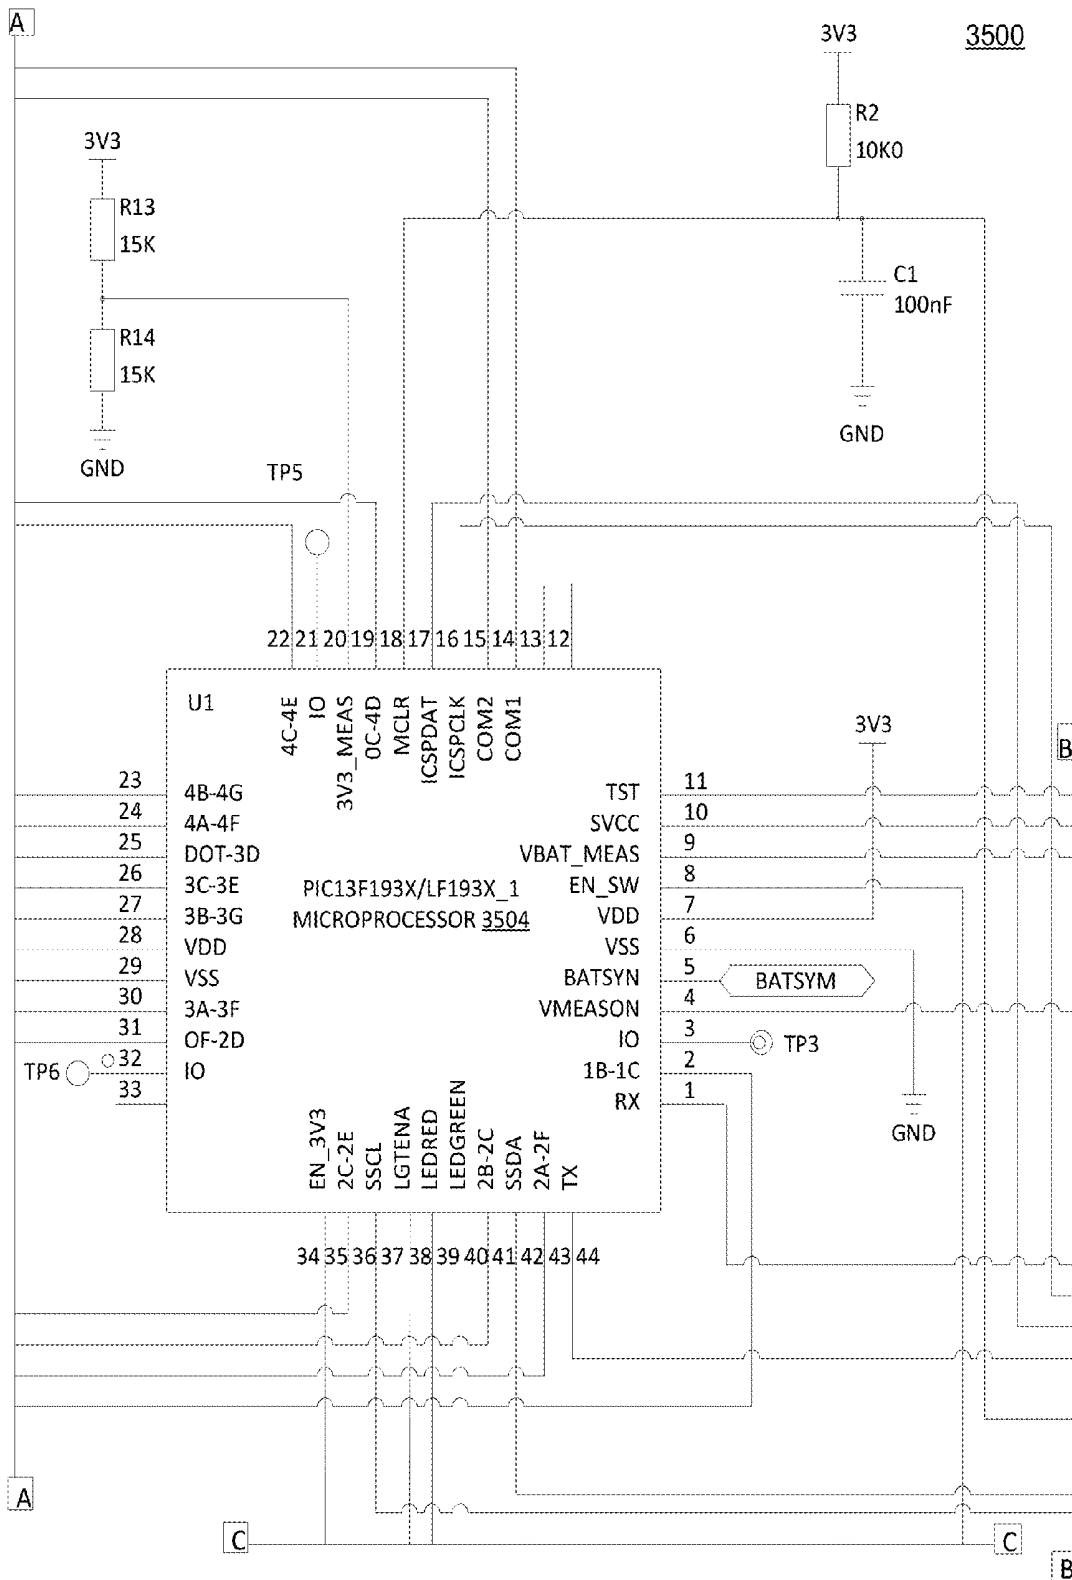 A
3500
3V3
R2
10K0
3V3
R13
15K
R14
15K
GND
C1
100nF
GND
TP5
22 21 20 19 18 17 16 15 14 13 12
U1
4C-4E
IO
3V3_MEAS
0C-4D
MCLR
ICSPDAT
ICSPCLK
COM2
COM1
3V3
B
23 4B-4G
24 4A-4F
25 DOT-3D
26 3C-3E
27 3B-3G
28 VDD
29 VSS
30 3A-3F
31 OF-2D
TP6 32 IO
33
PIC13F193X/LF193X_1
MICROPROCESSOR 3504
TST 11
SVCC 10
VBAT_MEAS 9
EN_SW 8
VDD 7
VSS 6
BATSYN 5 BATSYM
VMEASON 4
IO 3 TP3
1B-1C 2
RX 1
GND
EN_3V3
2C-2E
SSCL
LGTENA
LEDRED
LEDGREEN
2B-2C
SSDA
2A-2F
TX
34 35 36 37 38 39 40 41 42 43 44
A
C
C
B